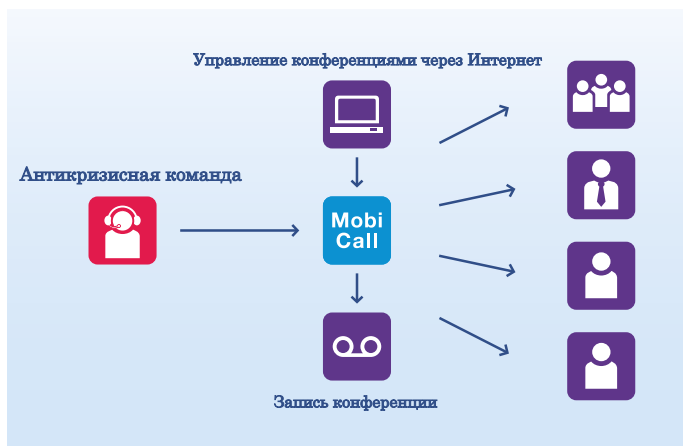 Управление конференциями через Интернет
Антикризисная команда
Mobi
Call
Запись конференции